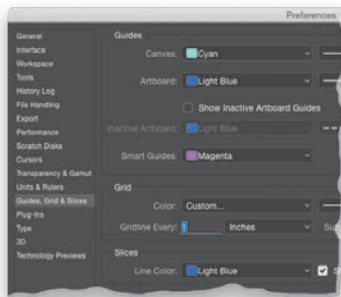 Preferences
General
Interface
Workspace
Tools
History Log
File Handling
Export
Performance
Scratch Disks
Cursors
Transparency & Gamut
Units & Rulers
Guides, Grid & Slices
Plug-Ins
Type
3D
Technology Previews
Guides
Canvas: Cyan
Artboard: Light Blue
Show Inactive Artboard Guides
Inactive Artboard: Light Blue
Smart Guides: Magenta
Grid
Color: Custom...
Gridline Every: 1 Inches
Slices
Line Color: Light Blue